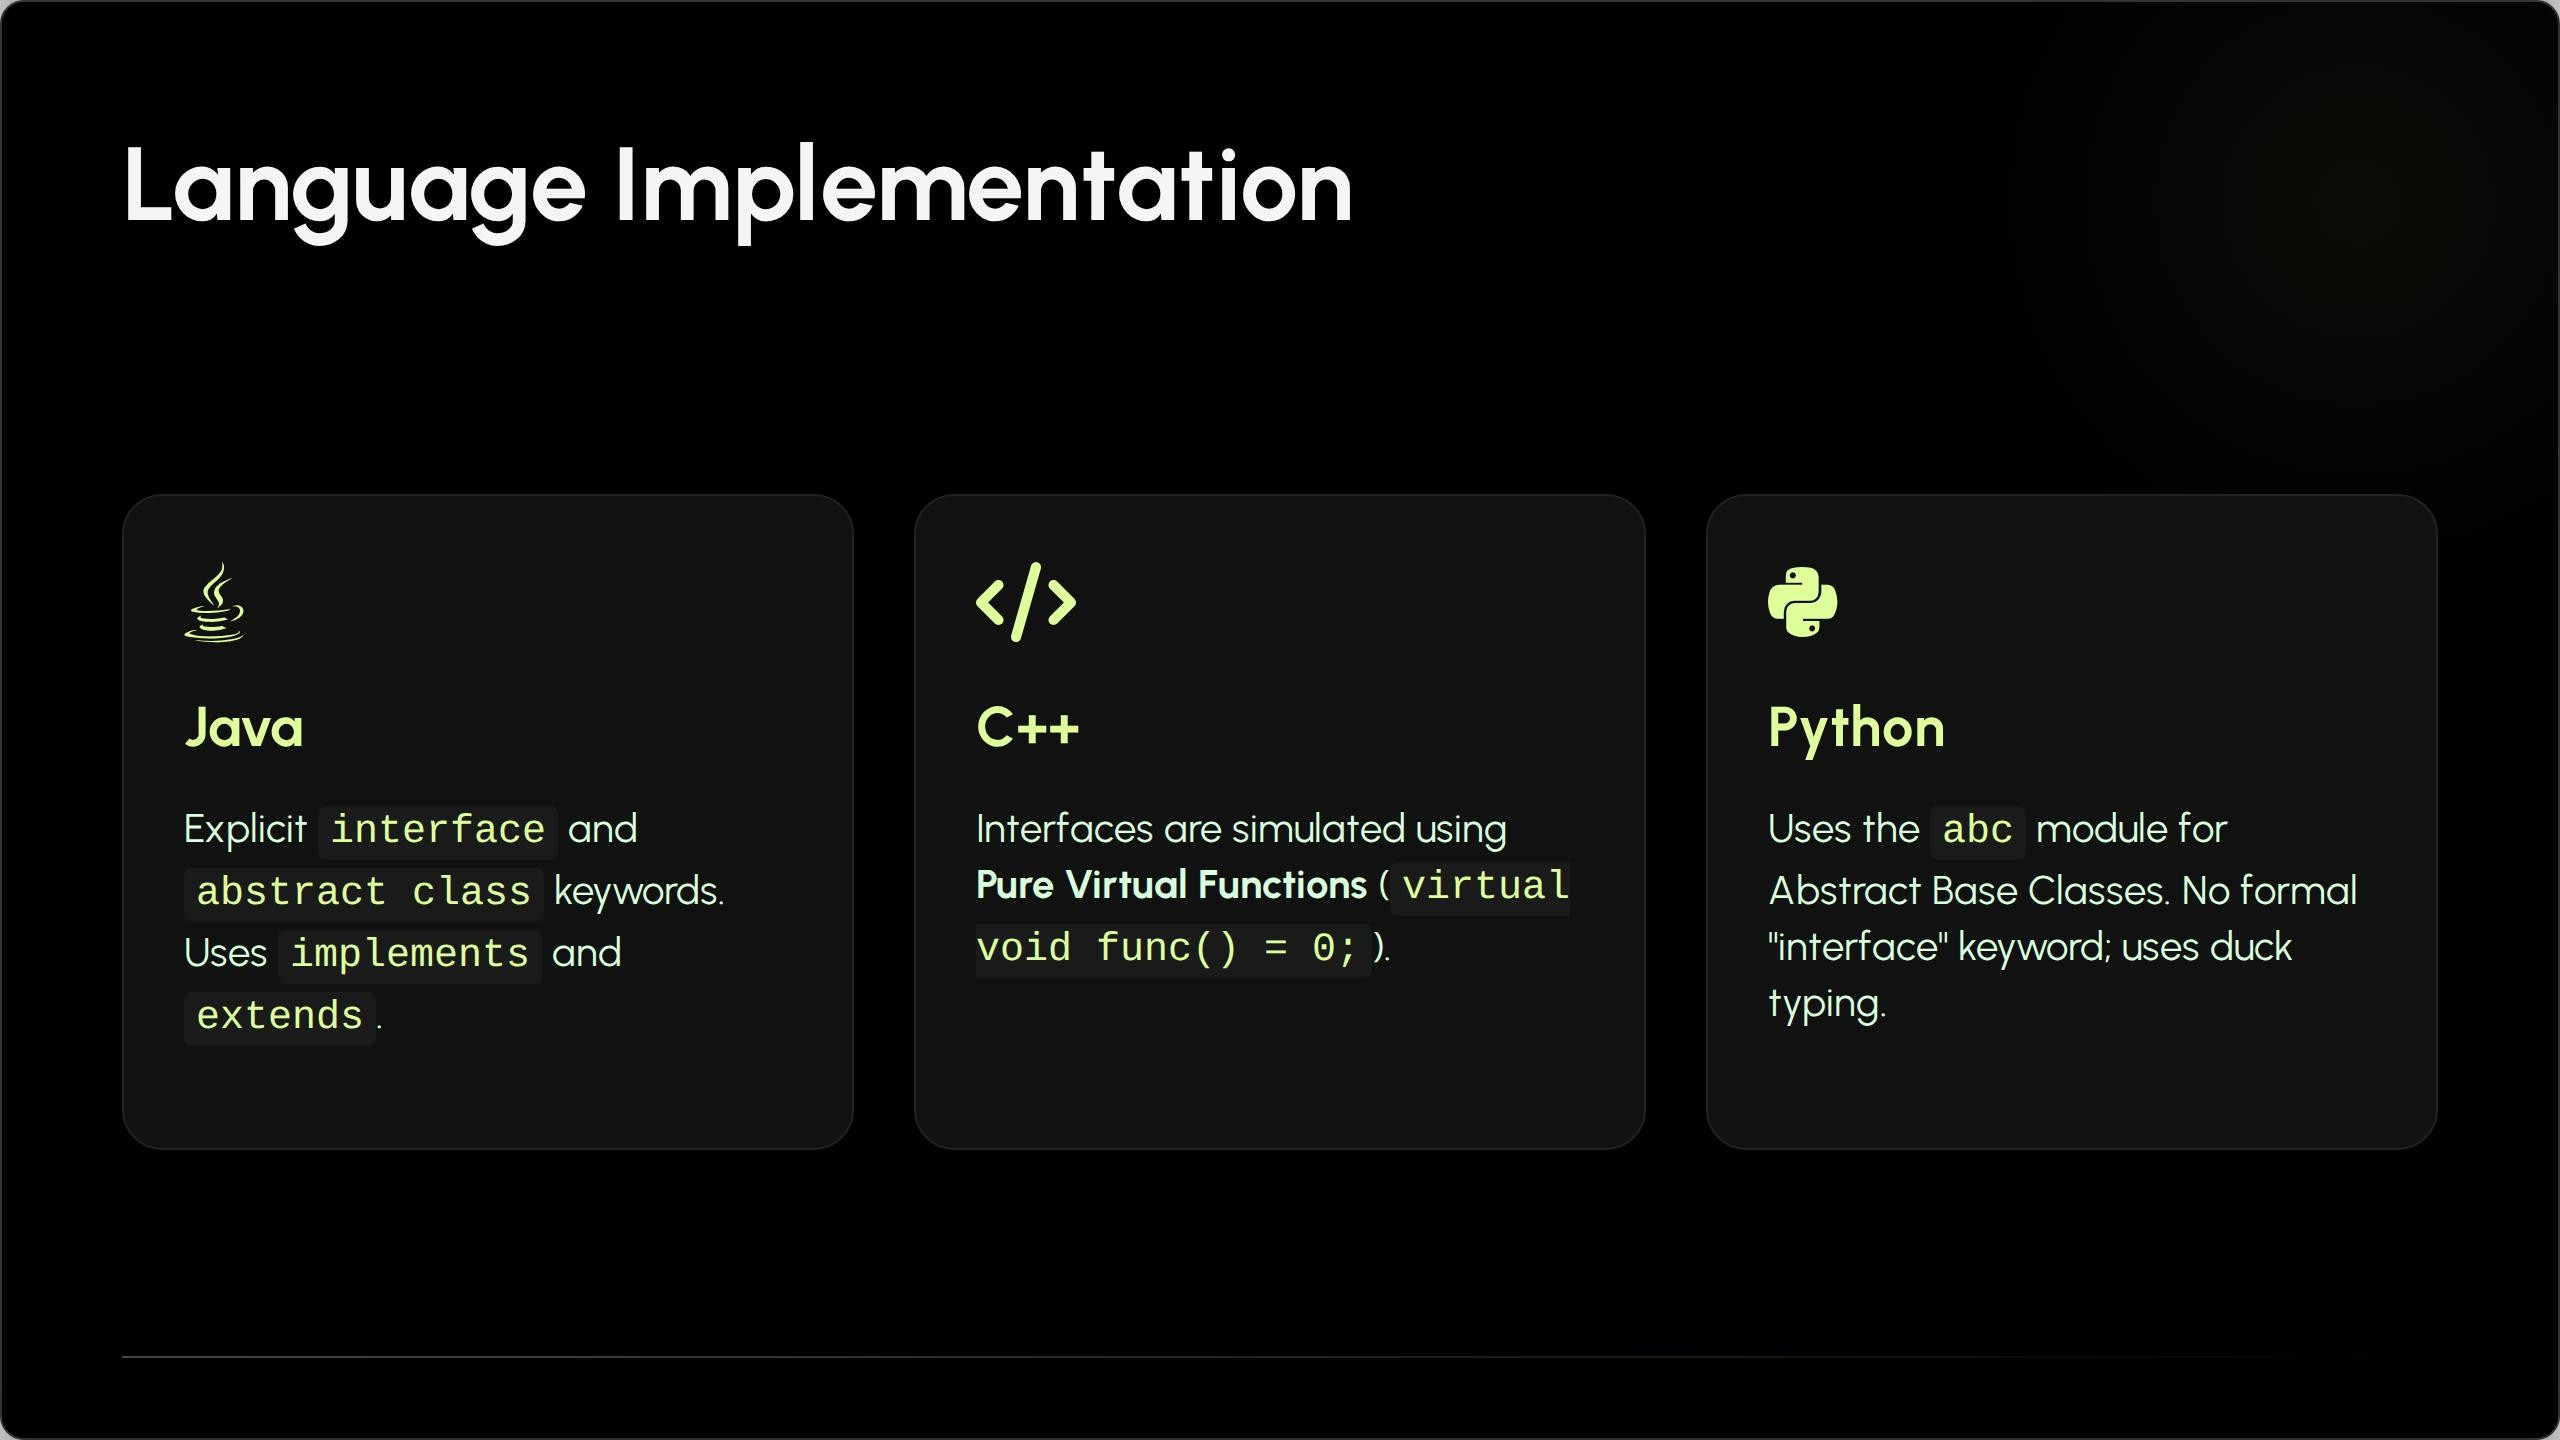 Language Implementation
Java
Explicit interface and
abstract class keywords.
Uses implements and
extends.
C++
Interfaces are simulated using
Pure Virtual Functions (virtual
void func() = 0;).
Python
Uses the abc module for
Abstract Base Classes. No formal
"interface" keyword; uses duck
typing.